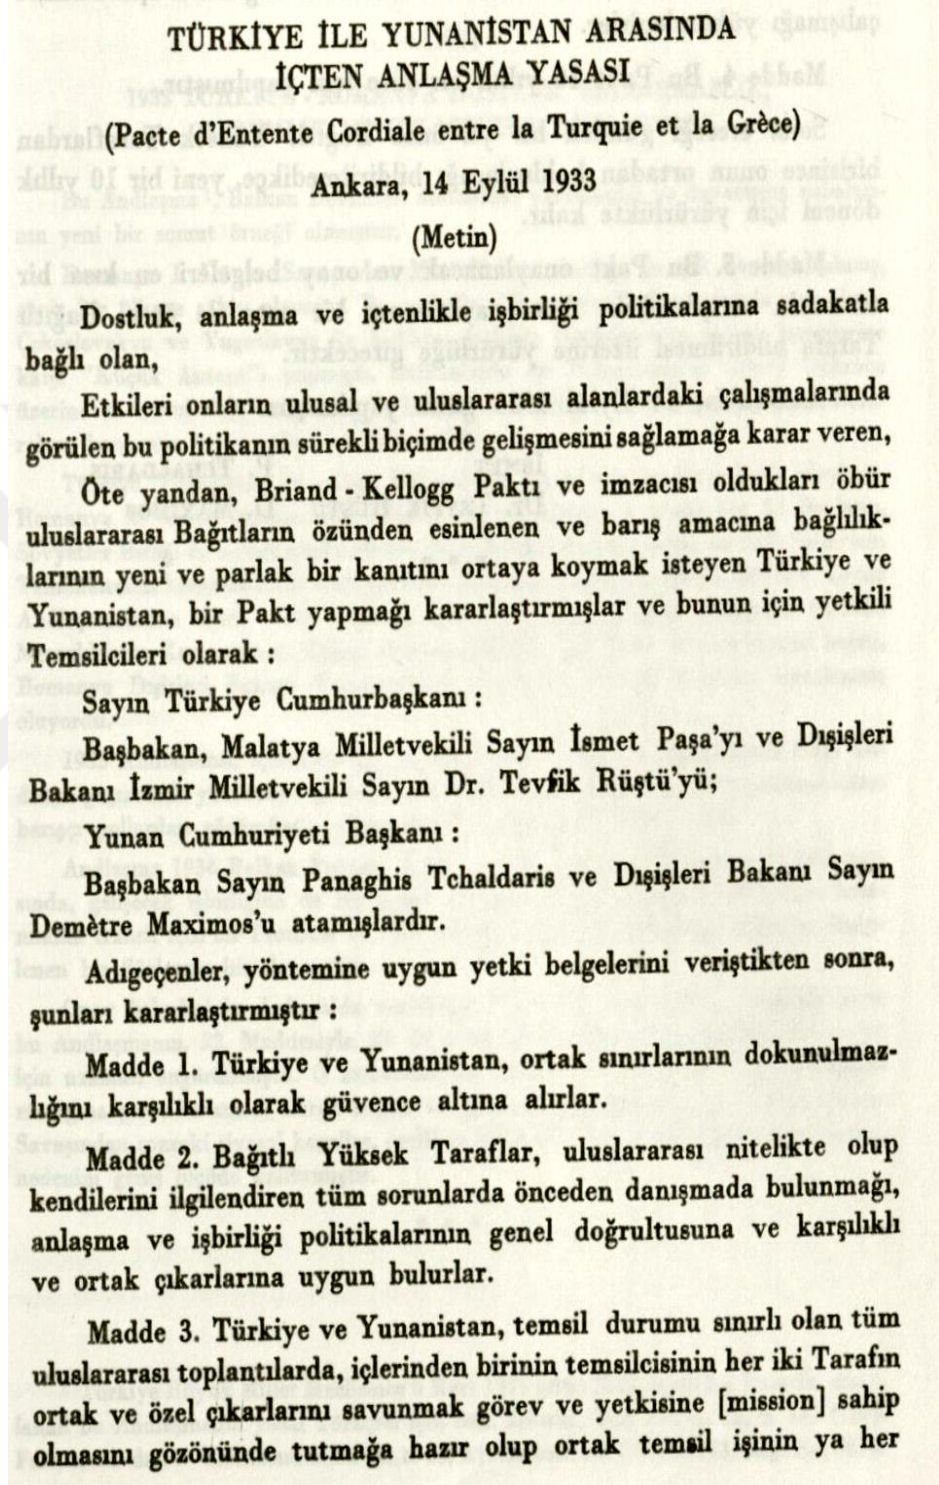 TÜRKİYE İLE YUNANİSTAN ARASINDA
İÇTEN ANLAŞMA YASASI
(Pacte d'Entente Cordiale entre la Turquie et la Grèce)
Ankara, 14 Eylül 1933
(Metin)
Dostluk, anlaşma ve içtenlikle işbirliği politikalarına sadakatla
bağlı olan,
Etkileri onların ulusal ve uluslararası alanlardaki çalışmalarında
görülen bu politikanın sürekli biçimde gelişmesini sağlamağa karar veren,
Öte yandan, Briand - Kellogg Paktı ve imzacısı oldukları öbür
uluslararası Bağıtların özünden esinlenen ve barış amacına bağlılık-
larının yeni ve parlak bir kanıtını ortaya koymak isteyen Türkiye ve
Yunanistan, bir Pakt yapmağı kararlaştırmışlar ve bunun için yetkili
Temsilcileri olarak :
Sayın Türkiye Cumhurbaşkanı :
Başbakan, Malatya Milletvekili Sayın İsmet Paşa'yı ve Dışişleri
Bakanı İzmir Milletvekili Sayın Dr. Tevfik Rüştü'yü;
Yunan Cumhuriyeti Başkanı :
Başbakan Sayın Panaghis Tchaldaris ve Dışişleri Bakanı Sayın
Demètre Maximos'u atamışlardır.
Adıgeçenler, yöntemine uygun yetki belgelerini veriştikten sonra,
şunları kararlaştırmıştır :
Madde 1. Türkiye ve Yunanistan, ortak sınırlarının dokunulmaz-
lığını karşılıklı olarak güvence altına alırlar.
Madde 2. Bağıtlı Yüksek Taraflar, uluslararası nitelikte olup
kendilerini ilgilendiren tüm sorunlarda önceden danışmada bulunmağı,
anlaşma ve işbirliği politikalarının genel doğrultusuna ve karşılıklı
ve ortak çıkarlarına uygun bulurlar.
Madde 3. Türkiye ve Yunanistan, temsil durumu sınırlı olan tüm
uluslararası toplantılarda, içlerinden birinin temsilcisinin her iki Tarafın
ortak ve özel çıkarlarını savunmak görev ve yetkisine [mission] sahip
olmasını gözönünde tutmağa hazır olup ortak temsil işinin ya her